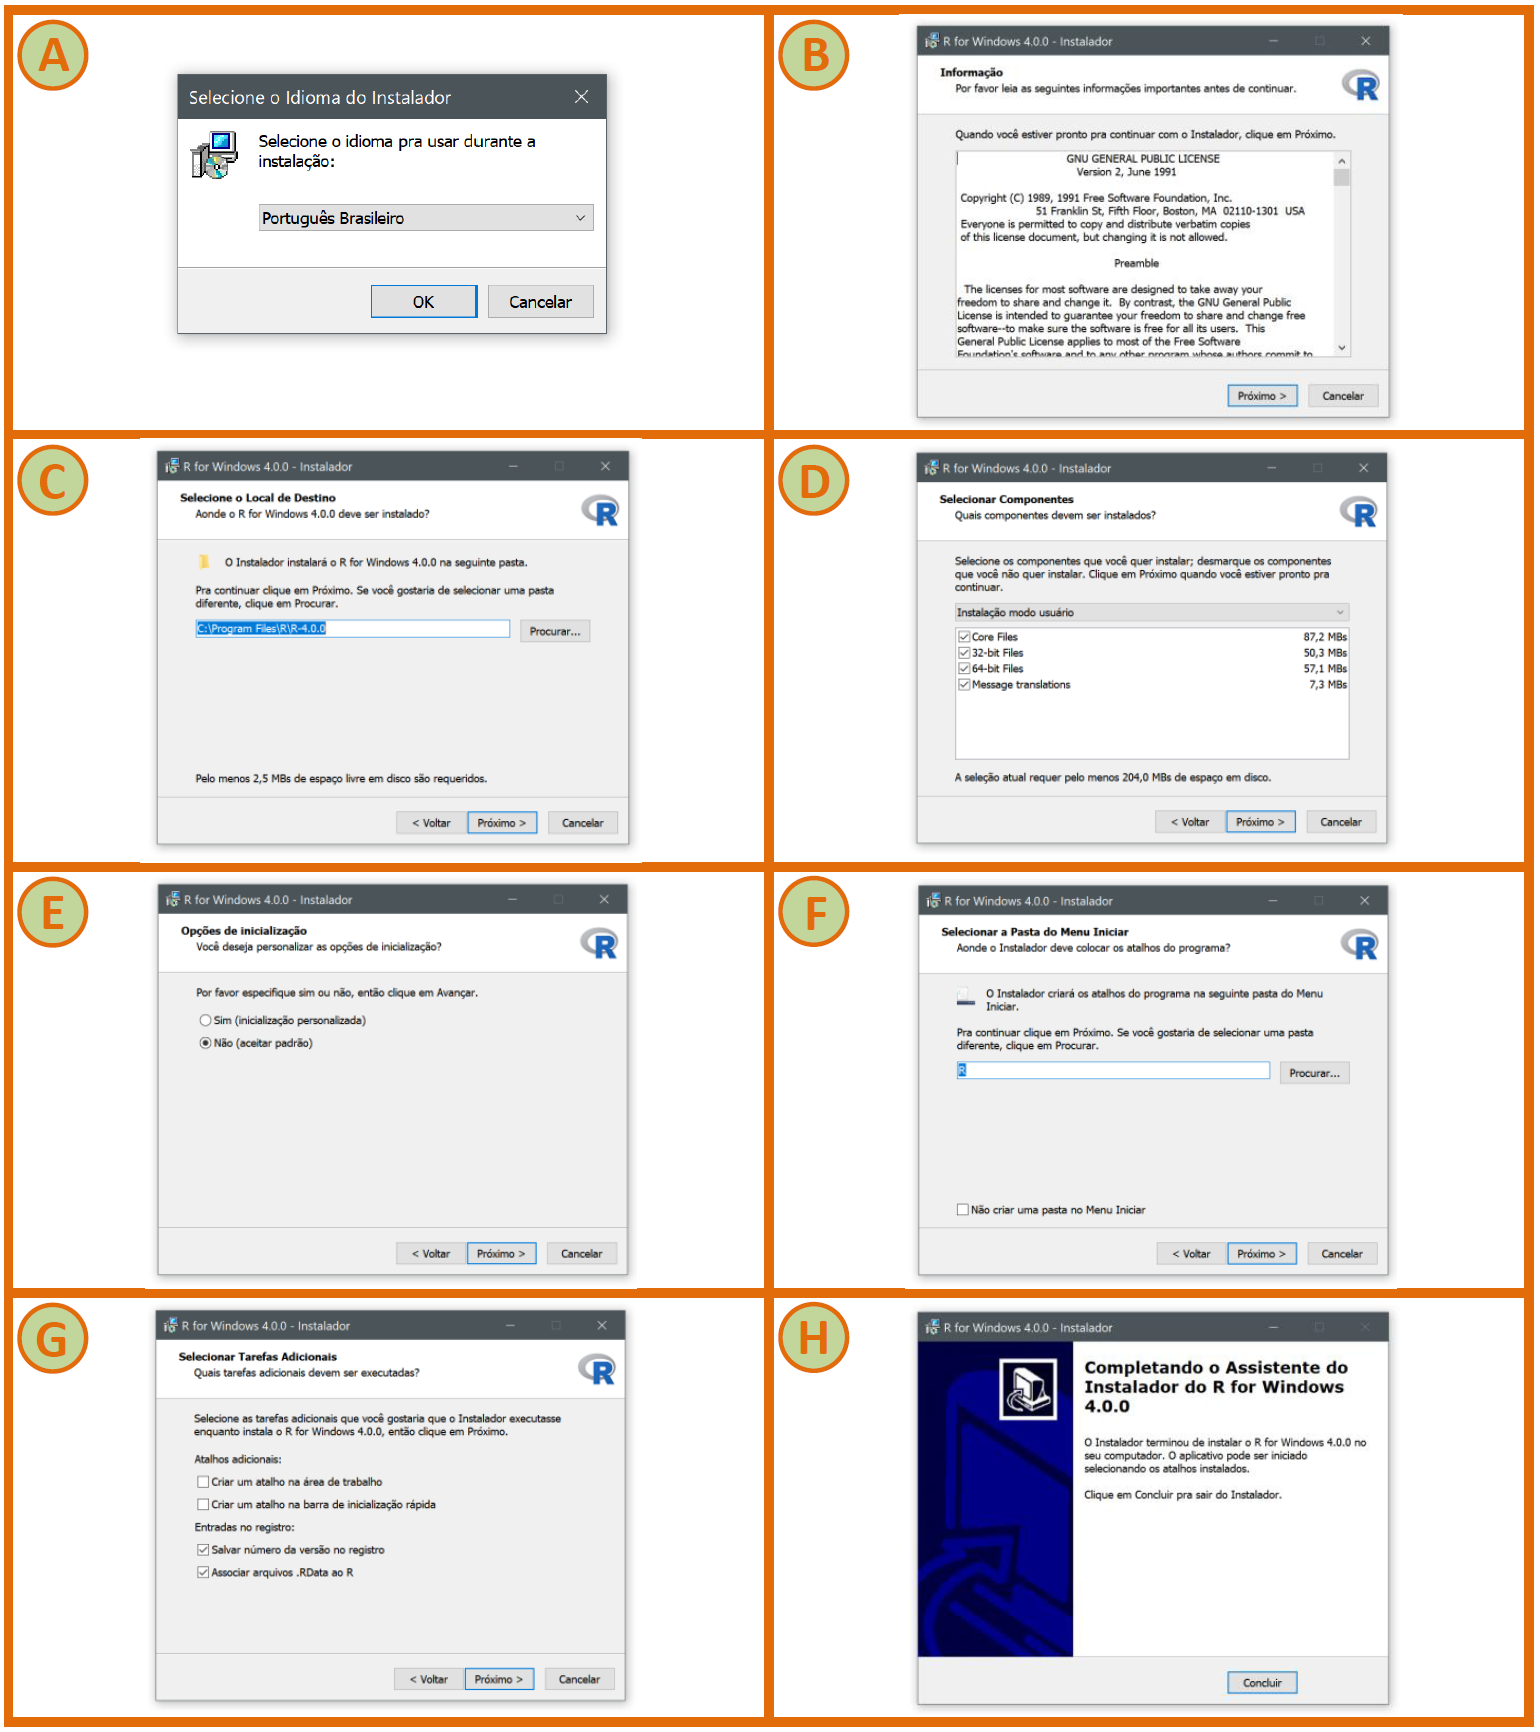 A
Selecione o Idioma do Instalador
Selecione o idioma pra usar durante a
instalação:
Português Brasileiro
OK
Cancelar
B
R for Windows 4.0.0 - Instalador
Informação
Por favor leia as seguintes informações importantes antes de continuar.
R
Quando você estiver pronto pra continuar com o Instalador, clique em Próximo.
GNU GENERAL PUBLIC LICENSE
Version 2, June 1991
Copyright (C) 1989, 1991 Free Software Foundation, Inc.
51 Franklin St, Fifth Floor, Boston, MA 02110-1301 USA
Everyone is permitted to copy and distribute verbatim copies
of this license document, but changing it is not allowed.
Preamble
The licenses for most software are designed to take away your
freedom to share and change it. By contrast, the GNU General Public
License is intended to guarantee your freedom to share and change free
software--to make sure the software is free for all its users. This
General Public License applies to most of the Free Software
Foundation's software and to any other program whose authors commit to
Próximo >
Cancelar
C
R for Windows 4.0.0 - Instalador
Selecione o Local de Destino
Aonde o R for Windows 4.0.0 deve ser instalado?
R
O Instalador instalará o R for Windows 4.0.0 na seguinte pasta.
Pra continuar clique em Próximo. Se você gostaria de selecionar uma pasta
diferente, clique em Procurar.
C:\Program Files\R\R-4.0.0
Procurar...
Pelo menos 2,5 MBs de espaço livre em disco são requeridos.
< Voltar
Próximo >
Cancelar
D
R for Windows 4.0.0 - Instalador
Selecionar Componentes
Quais componentes devem ser instalados?
R
Selecione os componentes que você quer instalar; desmarque os componentes
que você não quer instalar. Clique em Próximo quando você estiver pronto pra
continuar.
Instalação modo usuário
Core Files 87,2 MBs
32-bit Files 50,3 MBs
64-bit Files 57,1 MBs
Message translations 7,3 MBs
A seleção atual requer pelo menos 204,0 MBs de espaço em disco.
< Voltar
Próximo >
Cancelar
E
R for Windows 4.0.0 - Instalador
Opções de inicialização
Você deseja personalizar as opções de inicialização?
R
Por favor especifique sim ou não, então clique em Avançar.
Sim (inicialização personalizada)
Não (aceitar padrão)
< Voltar
Próximo >
Cancelar
F
R for Windows 4.0.0 - Instalador
Selecionar a Pasta do Menu Iniciar
Aonde o Instalador deve colocar os atalhos do programa?
R
O Instalador criará os atalhos do programa na seguinte pasta do Menu
Iniciar.
Pra continuar clique em Próximo. Se você gostaria de selecionar uma pasta
diferente, clique em Procurar.
R
Procurar...
Não criar uma pasta no Menu Iniciar
< Voltar
Próximo >
Cancelar
G
R for Windows 4.0.0 - Instalador
Selecionar Tarefas Adicionais
Quais tarefas adicionais devem ser executadas?
R
Selecione as tarefas adicionais que você gostaria que o Instalador executasse
enquanto instala o R for Windows 4.0.0, então clique em Próximo.
Atalhos adicionais:
Criar um atalho na área de trabalho
Criar um atalho na barra de inicialização rápida
Entradas no registro:
Salvar número da versão no registro
Associar arquivos .RData ao R
< Voltar
Próximo >
Cancelar
H
R for Windows 4.0.0 - Instalador
Completando o Assistente do
Instalador do R for Windows
4.0.0
O Instalador terminou de instalar o R for Windows 4.0.0 no
seu computador. O aplicativo pode ser iniciado
selecionando os atalhos instalados.
Clique em Concluir pra sair do Instalador.
Concluir